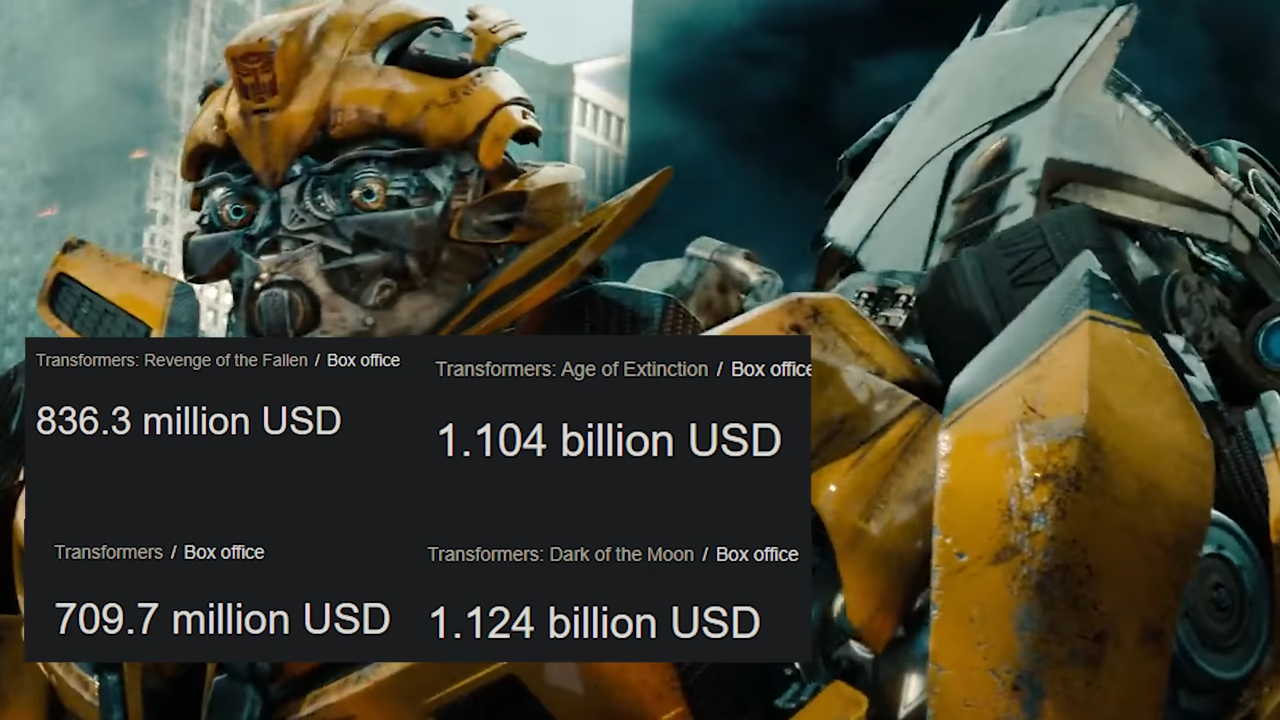 Transformers: Revenge of the Fallen / Box office
836.3 million USD
Transformers: Age of Extinction / Box office
1.104 billion USD
Transformers / Box office
709.7 million USD
Transformers: Dark of the Moon / Box office
1.124 billion USD